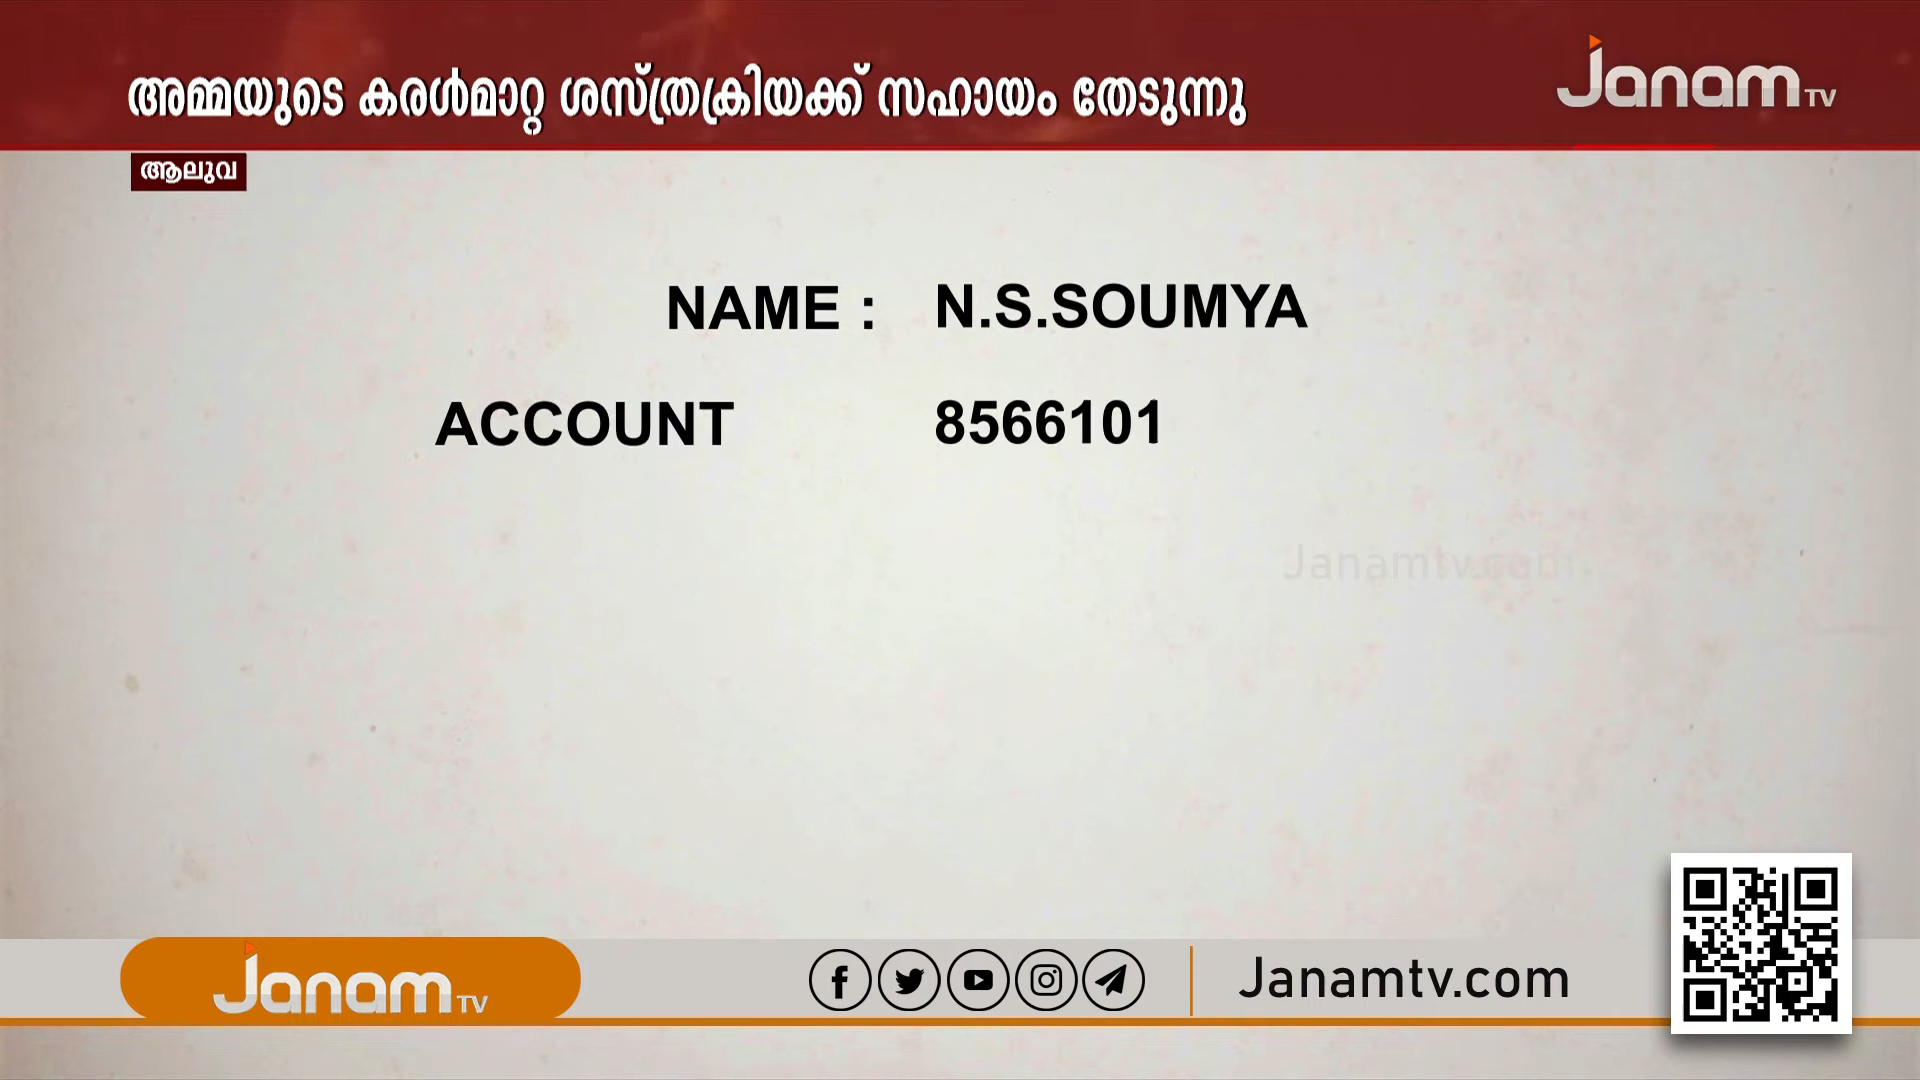 അമ്മയുടെ കരൾമാറ്റ ശസ്ത്രക്രിയക്ക് സഹായം തേടുന്നു
Janam TV
ആലുവ
NAME : N.S.SOUMYA
ACCOUNT 8566101
Janamtv.com
Janam TV
Janamtv.com